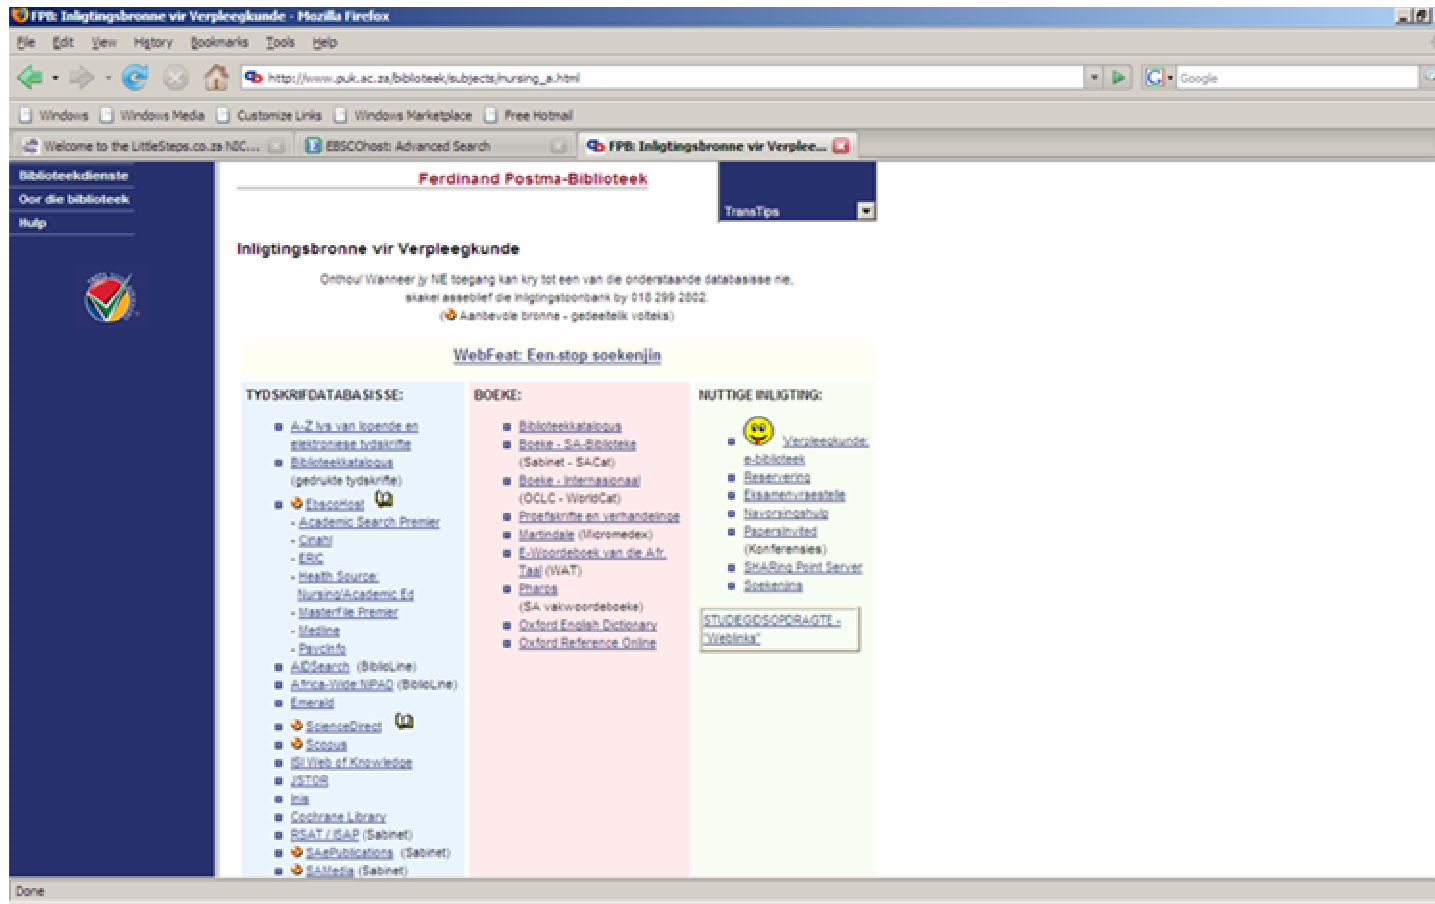 FPB: Inligtingsbronne vir Verpleegkunde - Mozilla Firefox
File Edit View History Bookmarks Tools Help
http://www.puk.ac.za/biblioteek/subjects/nursing_a.html
Google
Windows Windows Media Customize Links Windows Marketplace Free Hotmail
Welcome to the LittleSteps.co.za NIC...
EBSCOhost: Advanced Search
FPB: Inligtingsbronne vir Verplee...
Biblioteekdienste
Oor die biblioteek
Hulp
Ferdinand Postma-Biblioteek
TransTips
Inligtingsbronne vir Verpleegkunde
Onthou! Wanneer jy NIE toegang kan kry tot een van die onderstaande databasisse nie,
skakel asseblief die inligtingstoonbank by 018 299 2802.
(Aanbevole bronne - gedeeltelik volteks)
WebFeat: Een-stop soekenjin
TYDSKRIFDATABASISSE:
A-Z lys van lopende en
elektroniese tydskrifte
Biblioteekkatalogus
(gedrukte tydskrifte)
EbscoHost
- Academic Search Premier
- Cinahl
- ERIC
- Health Source:
Nursing/Academic Ed
- MasterFile Premier
- Medline
- PsycInfo
AIDSearch (BiblioLine)
Africa-Wide:NiPAD (BiblioLine)
Emerald
ScienceDirect
Scopus
ISI Web of Knowledge
JSTOR
Inis
Cochrane Library
RSAT / ISAP (Sabinet)
SAePublications (Sabinet)
SAMedia (Sabinet)
BOEKE:
Biblioteekkatalogus
Boeke - SA-Biblioteke
(Sabinet - SACat)
Boeke - Internasionaal
(OCLC - WorldCat)
Proefskrifte en verhandelinge
Martindale (Micromedex)
E-Woordeboek van die Afr.
Taal (WAT)
Pharos
(SA vakwoordeboeke)
Oxford English Dictionary
Oxford Reference Online
NUTTIGE INLIGTING:
Verpleegkunde:
e-biblioteek
Reservering
Eksamenvraestelle
Navorsingshulp
PapersInvited
(Konferensies)
SHARing Point Server
Soekenjins
STUDIEGIDSOPDRAGTE -
"Weblinks"
Done